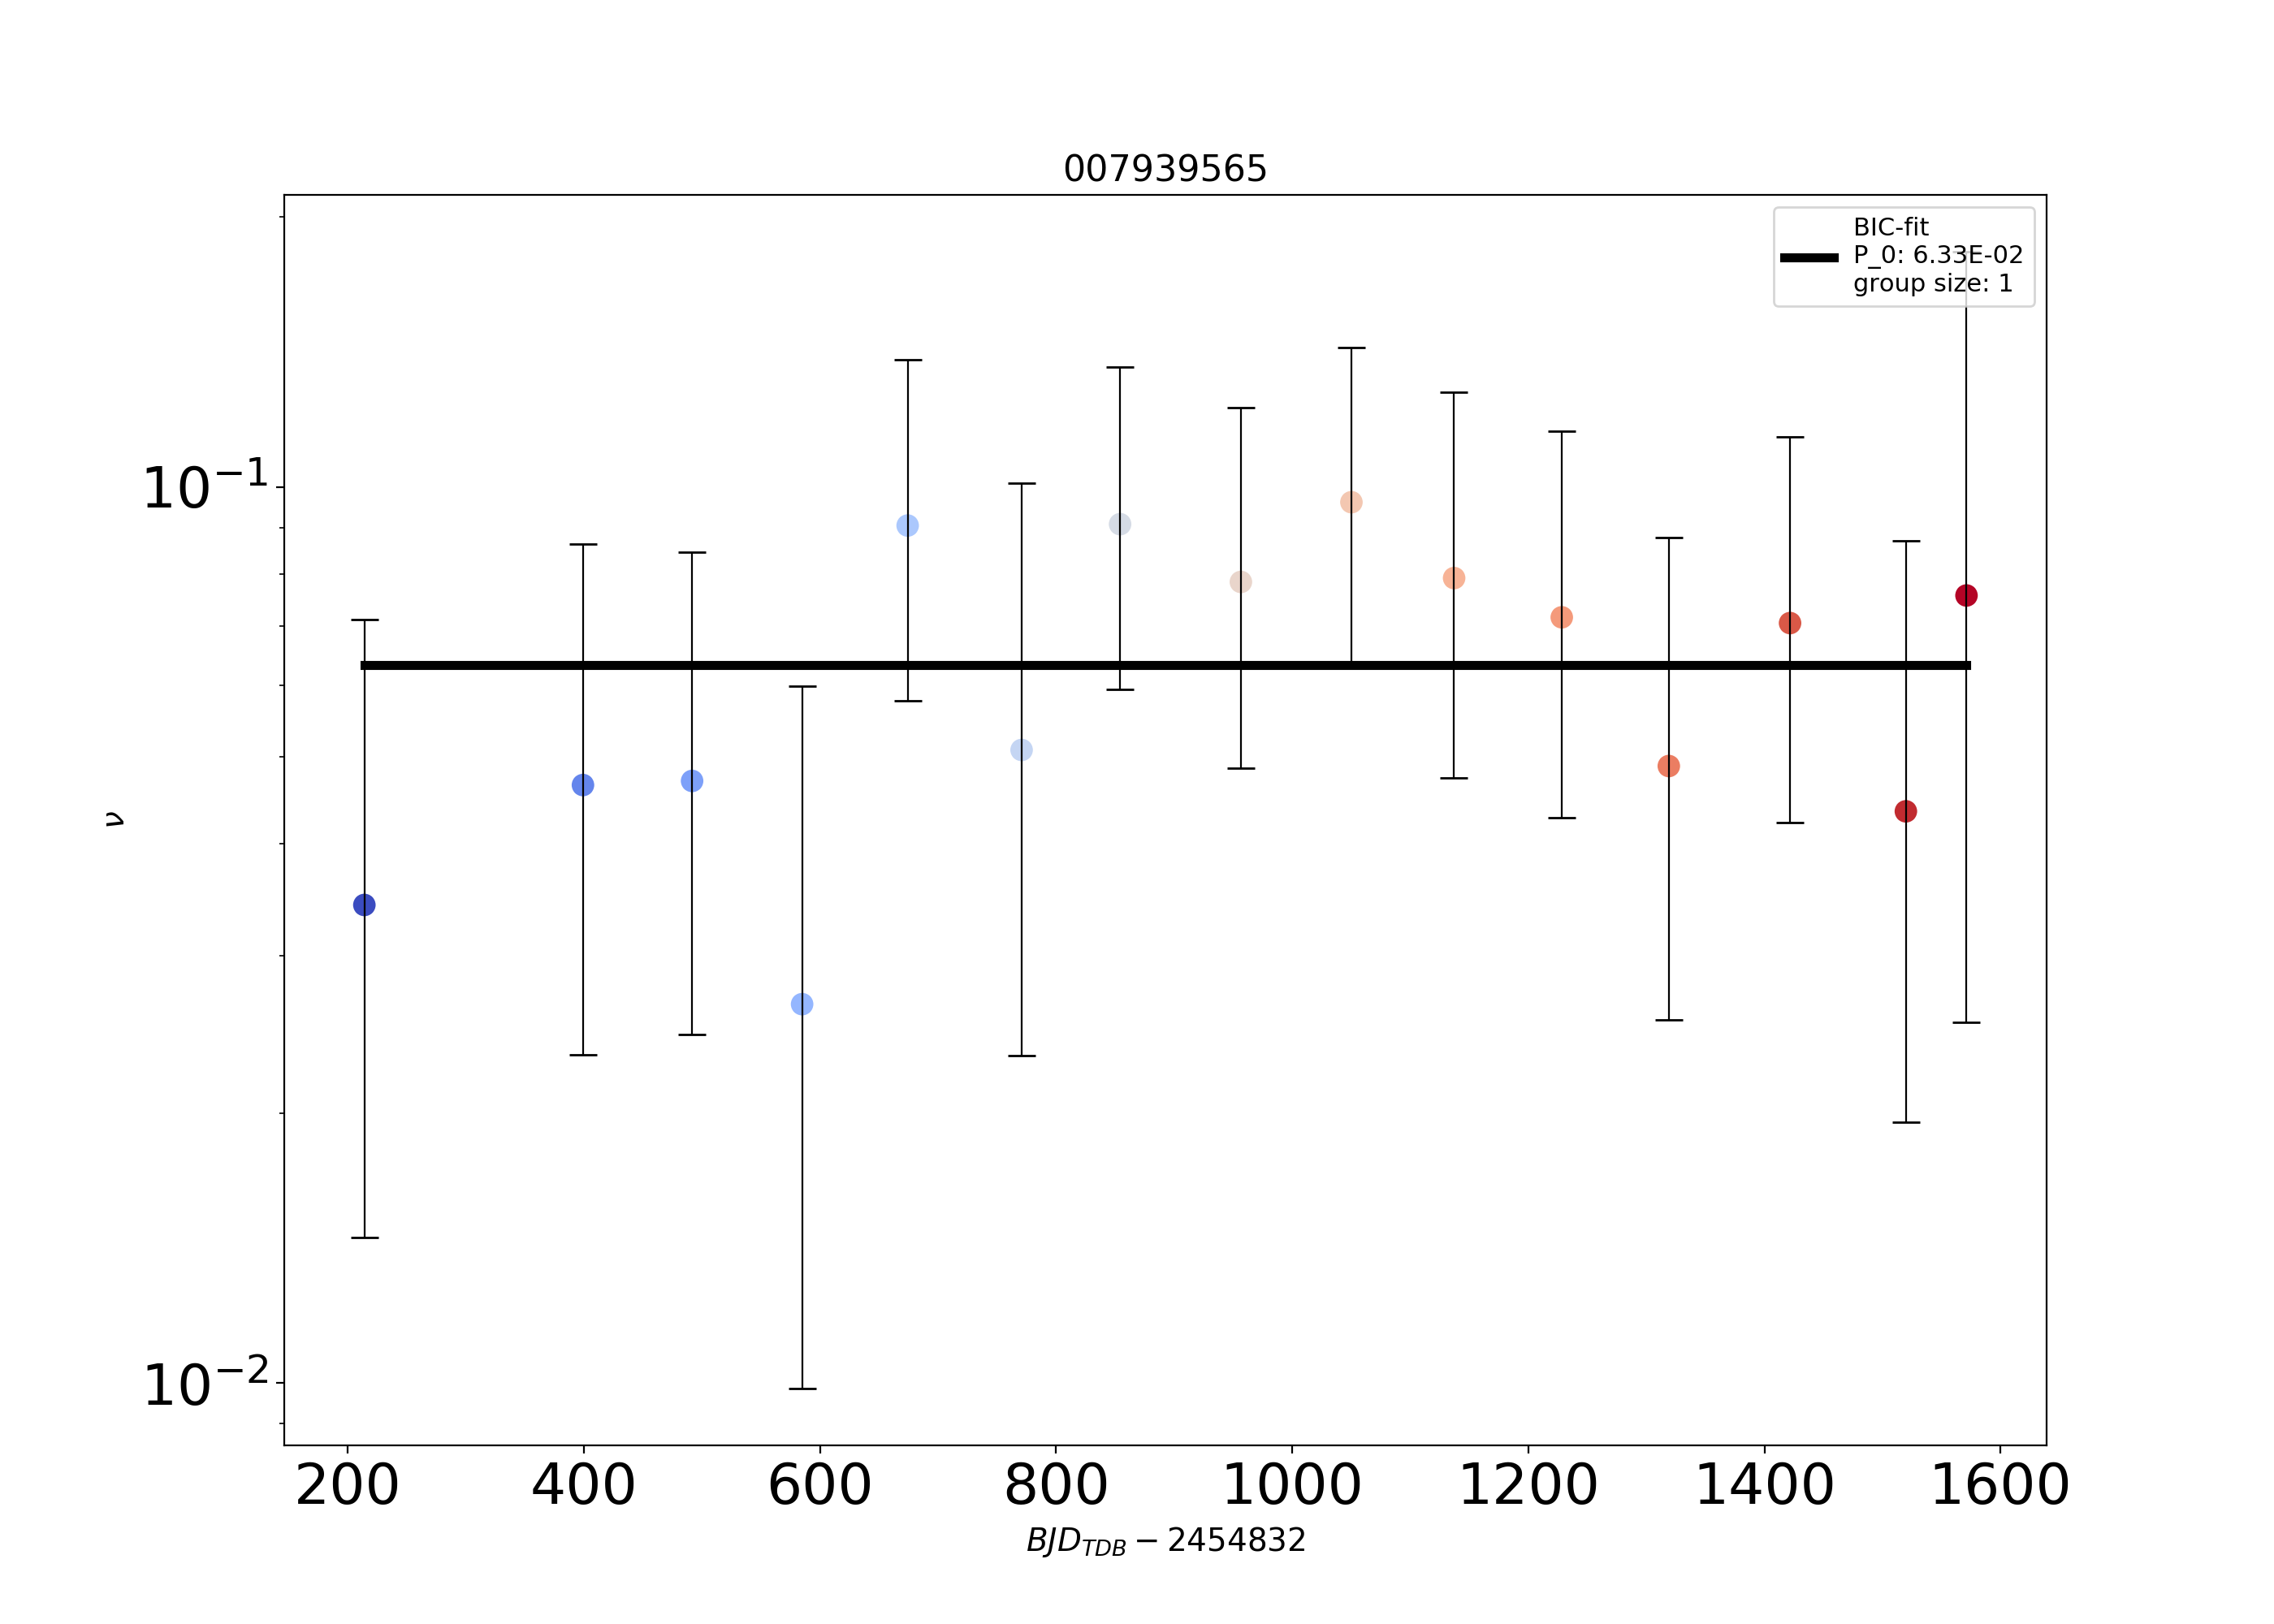 007939565
BIC-fit
P_0: 6.33E-02
group size: 1
10⁻¹
ν
10⁻²
200 400 600 800 1000 1200 1400 1600
BJD_TDB − 2454832